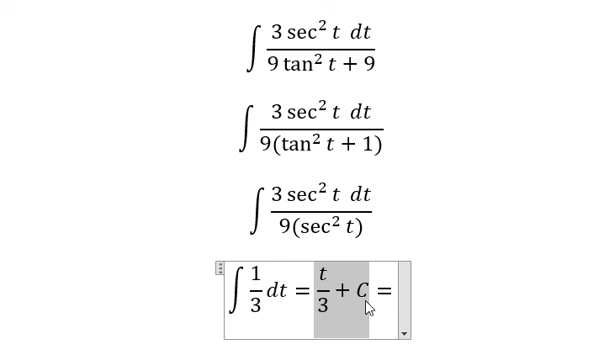 ∫ (3 sec² t dt)/(9 tan² t + 9)
∫ (3 sec² t dt)/(9(tan² t + 1))
∫ (3 sec² t dt)/(9(sec² t))
∫ 1/3 dt = t/3 + C =